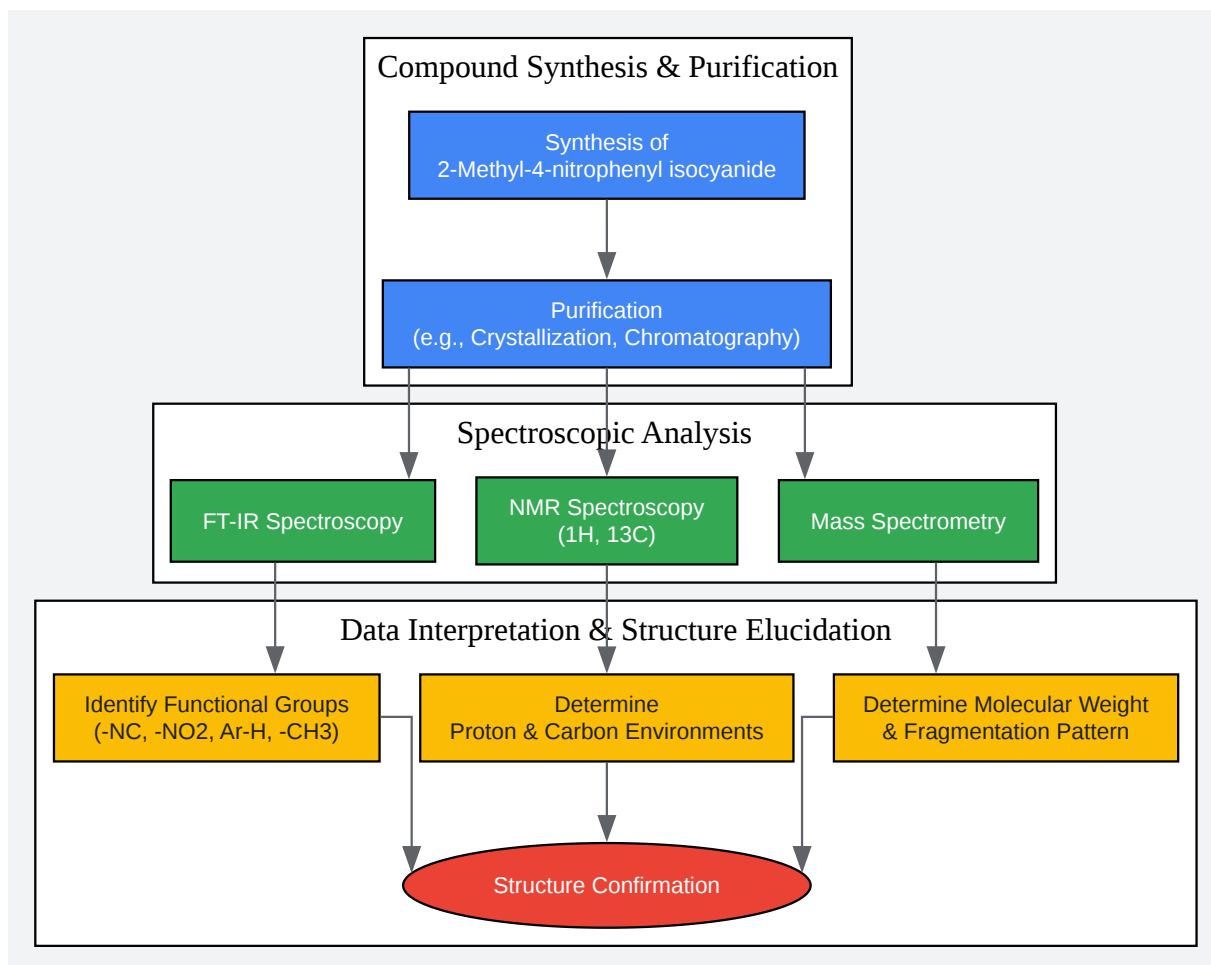 Compound Synthesis & Purification
Synthesis of
2-Methyl-4-nitrophenyl isocyanide
Purification
(e.g., Crystallization, Chromatography)
Spectroscopic Analysis
FT-IR Spectroscopy
NMR Spectroscopy
(1H, 13C)
Mass Spectrometry
Data Interpretation & Structure Elucidation
Identify Functional Groups
(-NC, -NO2, Ar-H, -CH3)
Determine
Proton & Carbon Environments
Determine Molecular Weight
& Fragmentation Pattern
Structure Confirmation